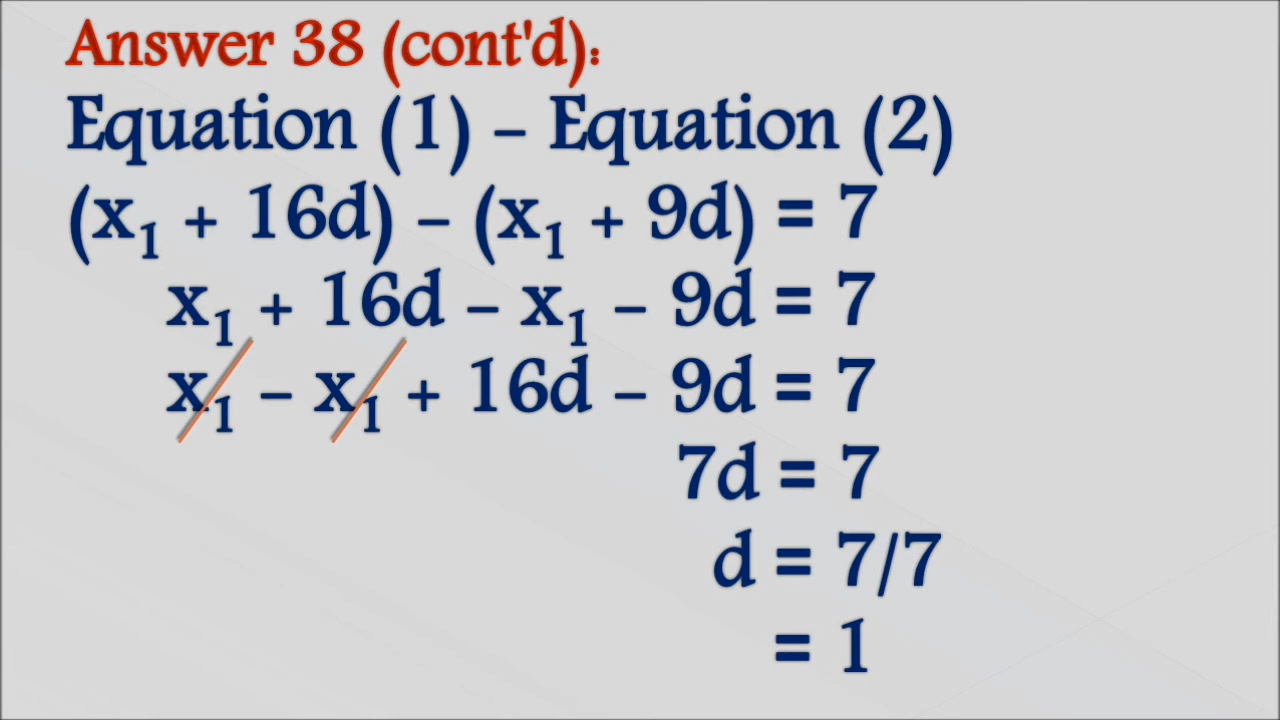 Answer 38 (cont'd):
Equation (1) – Equation (2)
(x₁ + 16d) – (x₁ + 9d) = 7
x₁ + 16d – x₁ – 9d = 7
x₁ – x₁ + 16d – 9d = 7
7d = 7
d = 7/7
= 1